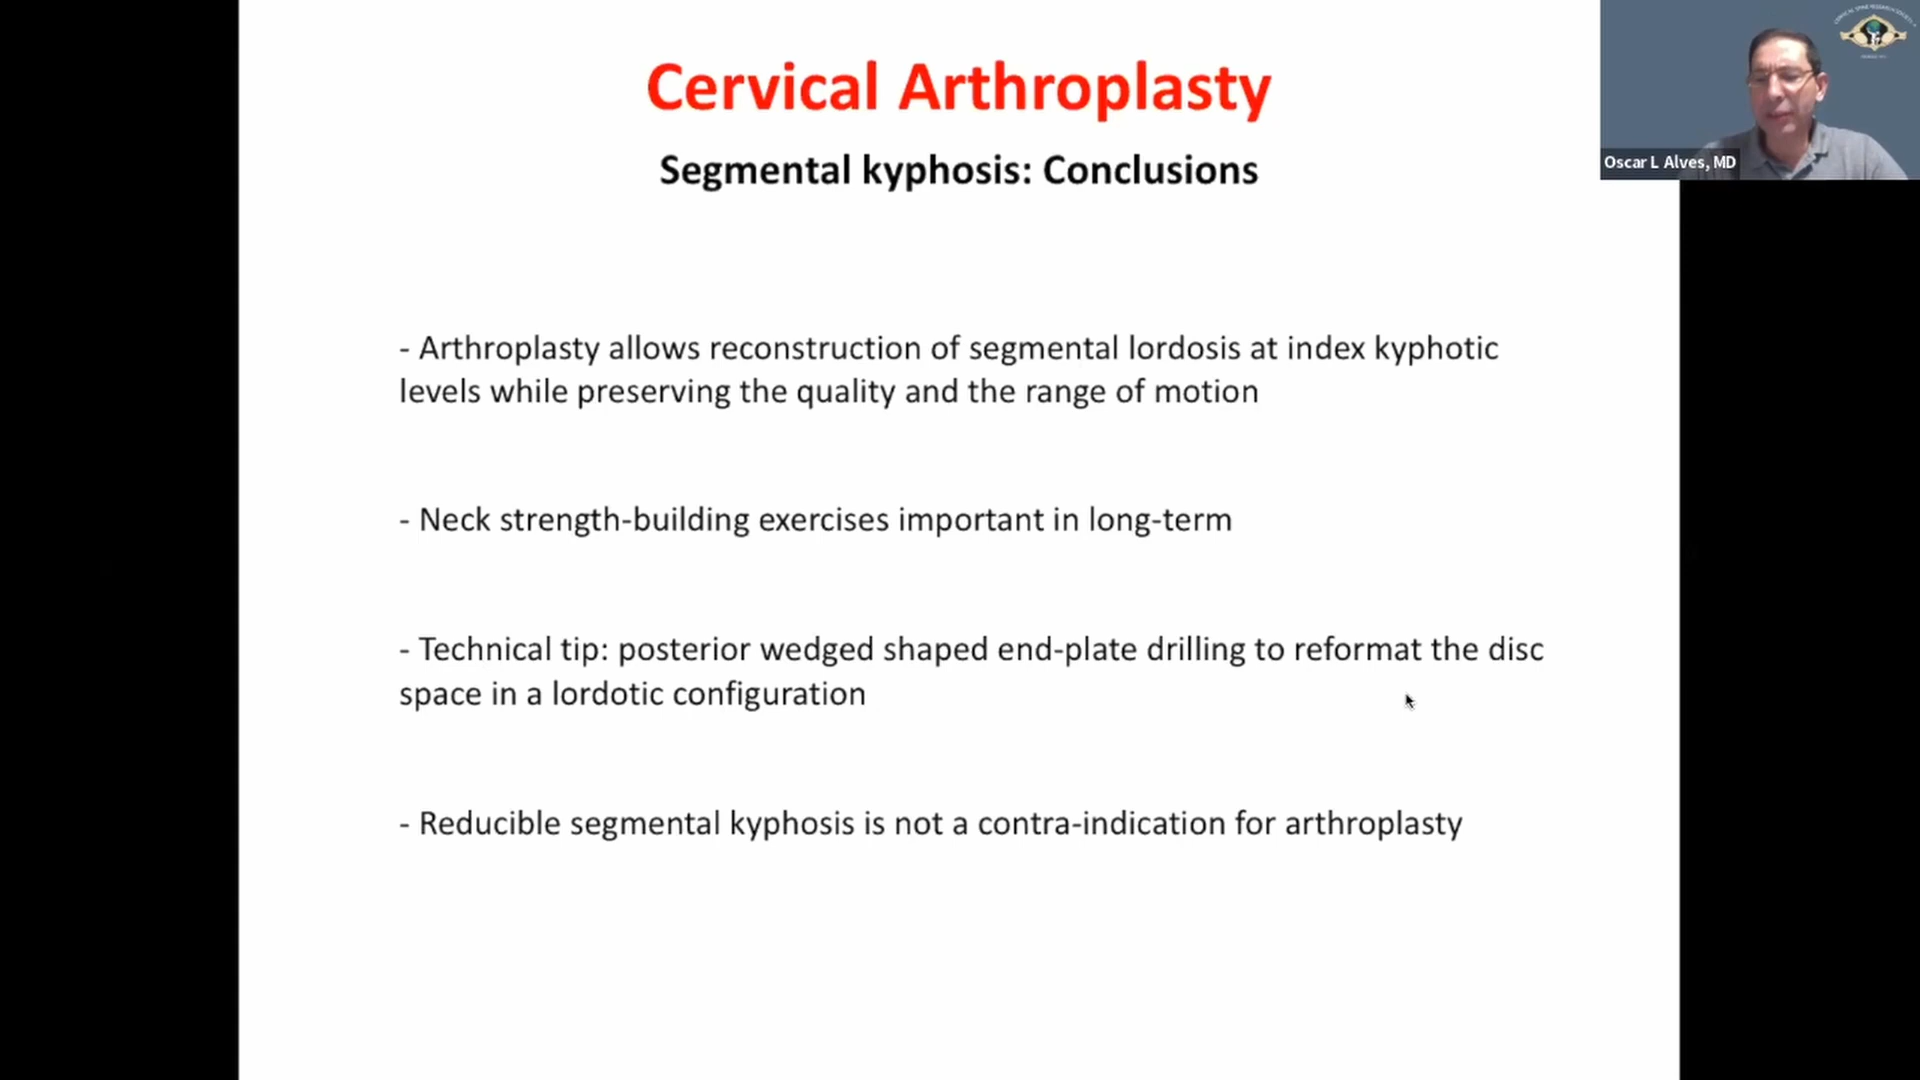 Cervical Arthroplasty
Segmental kyphosis: Conclusions
Oscar L Alves, MD
- Arthroplasty allows reconstruction of segmental lordosis at index kyphotic
levels while preserving the quality and the range of motion
- Neck strength-building exercises important in long-term
- Technical tip: posterior wedged shaped end-plate drilling to reformat the disc
space in a lordotic configuration
- Reducible segmental kyphosis is not a contra-indication for arthroplasty